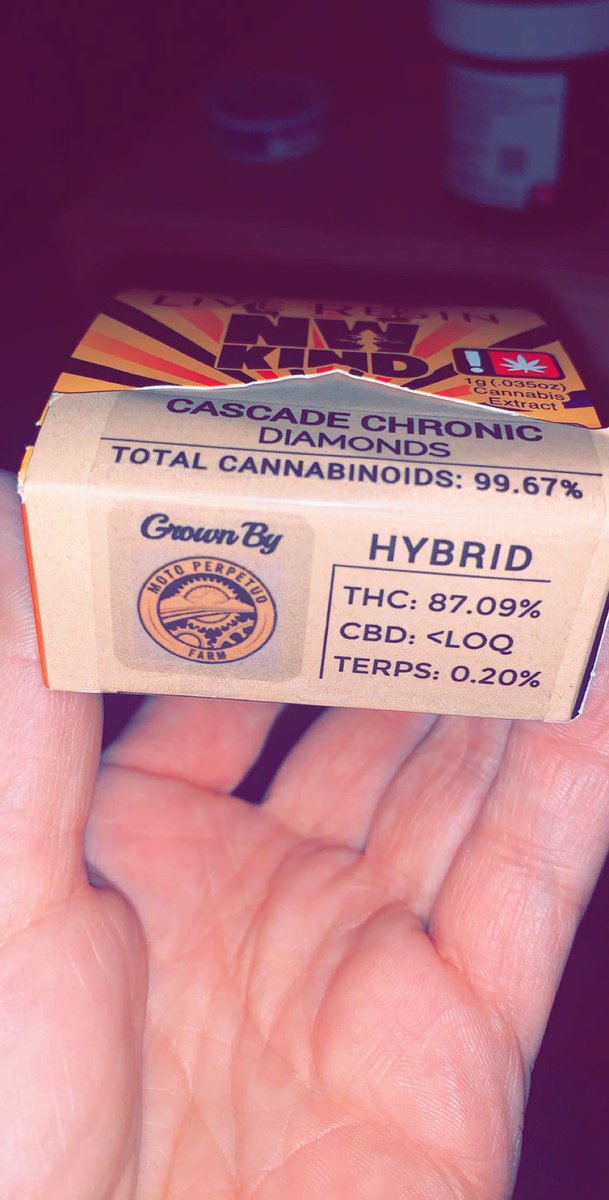 LIVE RESIN
NW
KIND
!
1g(.035oz)
Cannabis
Extract
CASCADE CHRONIC
DIAMONDS
TOTAL CANNABINOIDS: 99.67%
Grown By
MOTO PERPETUO
FARM
HYBRID
THC: 87.09%
CBD: <LOQ
TERPS: 0.20%